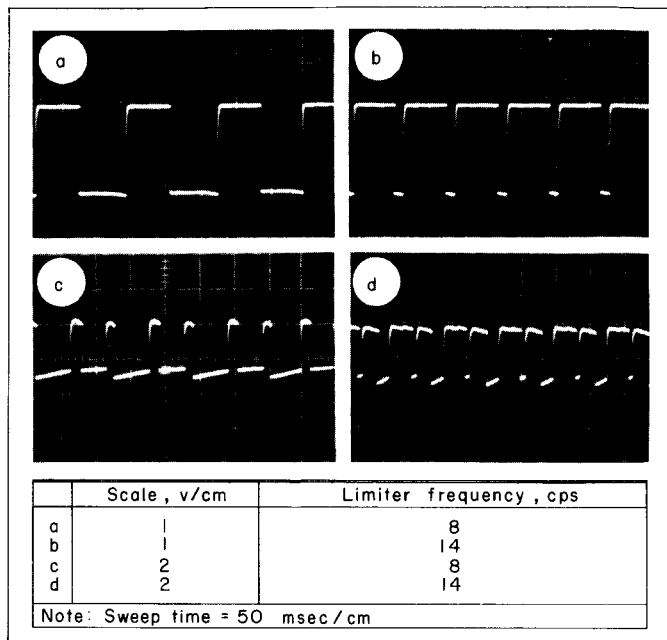 a
b
c
d
Scale, v/cm Limiter frequency, cps
a 1 8
b 1 14
c 2 8
d 2 14
Note: Sweep time = 50 msec/cm